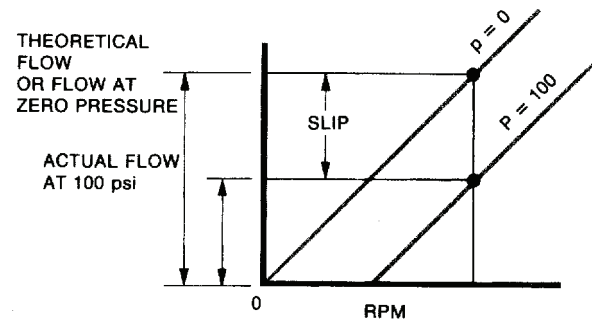 THEORETICAL
FLOW
OR FLOW AT
ZERO PRESSURE
p = 0
P = 100
SLIP
ACTUAL FLOW
AT 100 psi
0
RPM